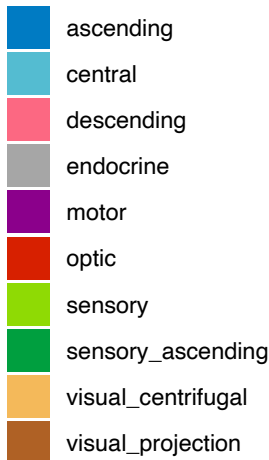 ascending
central
descending
endocrine
motor
optic
sensory
sensory_ascending
visual_centrifugal
visual_projection